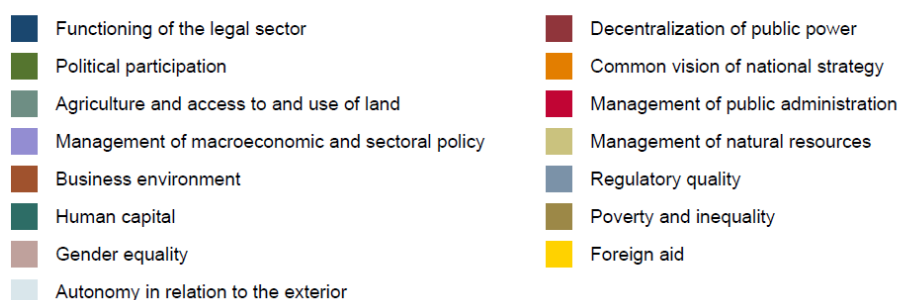 Functioning of the legal sector
Political participation
Agriculture and access to and use of land
Management of macroeconomic and sectoral policy
Business environment
Human capital
Gender equality
Autonomy in relation to the exterior
Decentralization of public power
Common vision of national strategy
Management of public administration
Management of natural resources
Regulatory quality
Poverty and inequality
Foreign aid